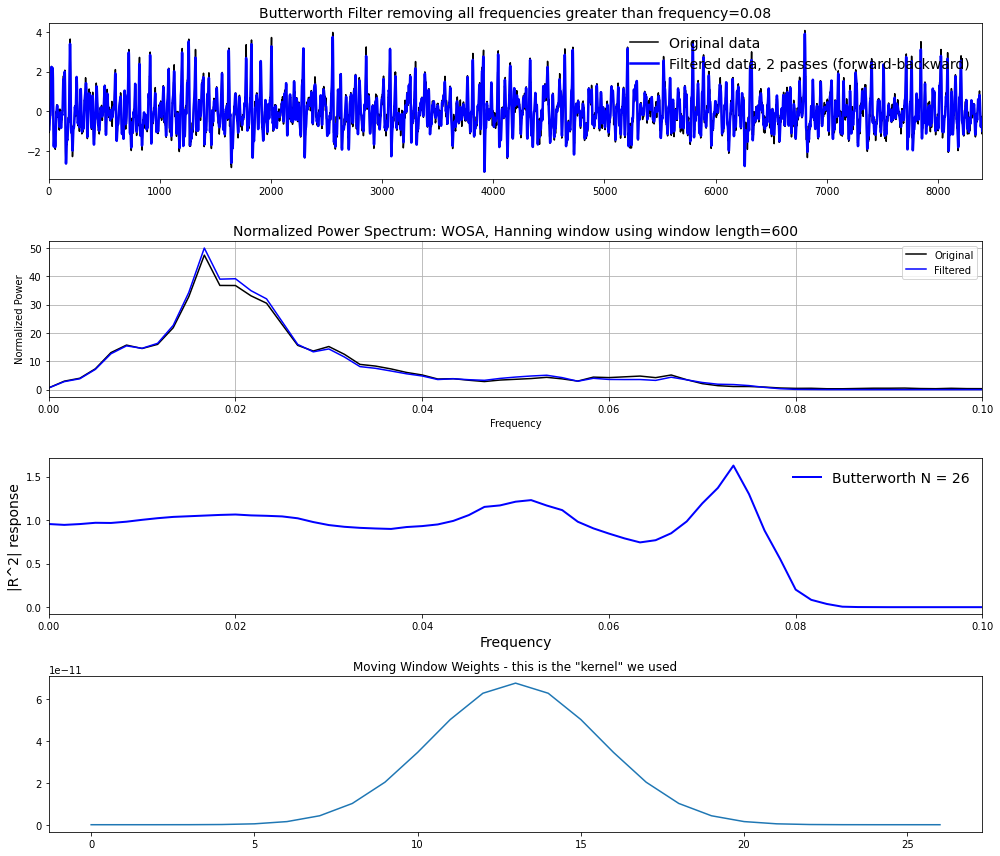 Butterworth Filter removing all frequencies greater than frequency=0.08
4
2
0
−2
Original data
Filtered data, 2 passes (forward-backward)
0 1000 2000 3000 4000 5000 6000 7000 8000
Normalized Power Spectrum: WOSA, Hanning window using window length=600
Normalized Power
50
40
30
20
10
0
Original
Filtered
0.00 0.02 0.04 0.06 0.08 0.10
Frequency
|R^2| response
1.5
1.0
0.5
0.0
Butterworth N = 26
0.00 0.02 0.04 0.06 0.08 0.10
Frequency
1e−11
Moving Window Weights - this is the "kernel" we used
6
4
2
0
0 5 10 15 20 25